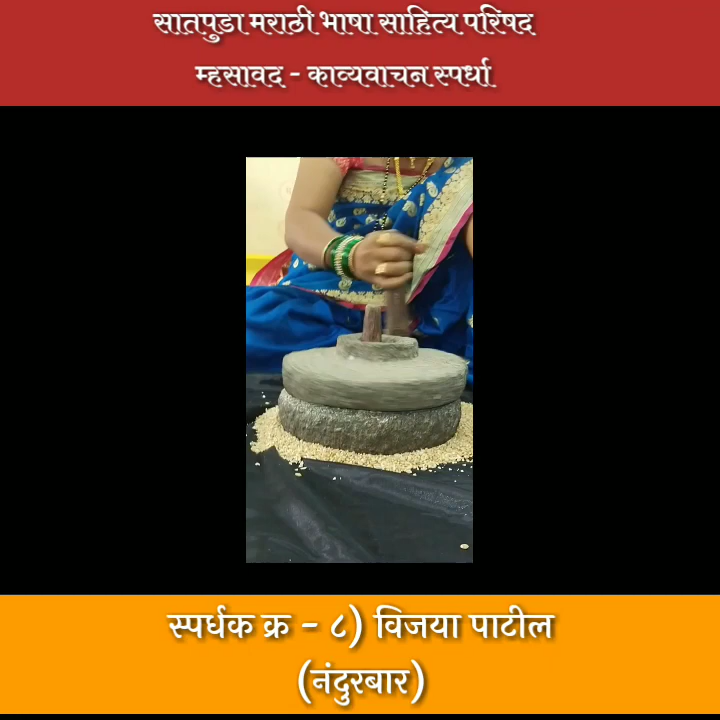 सातपुडा मराठी भाषा साहित्य परिषद
म्हसावद - काव्यवाचन स्पर्धा
स्पर्धक क्र - ८) विजया पाटील
(नंदुरबार)